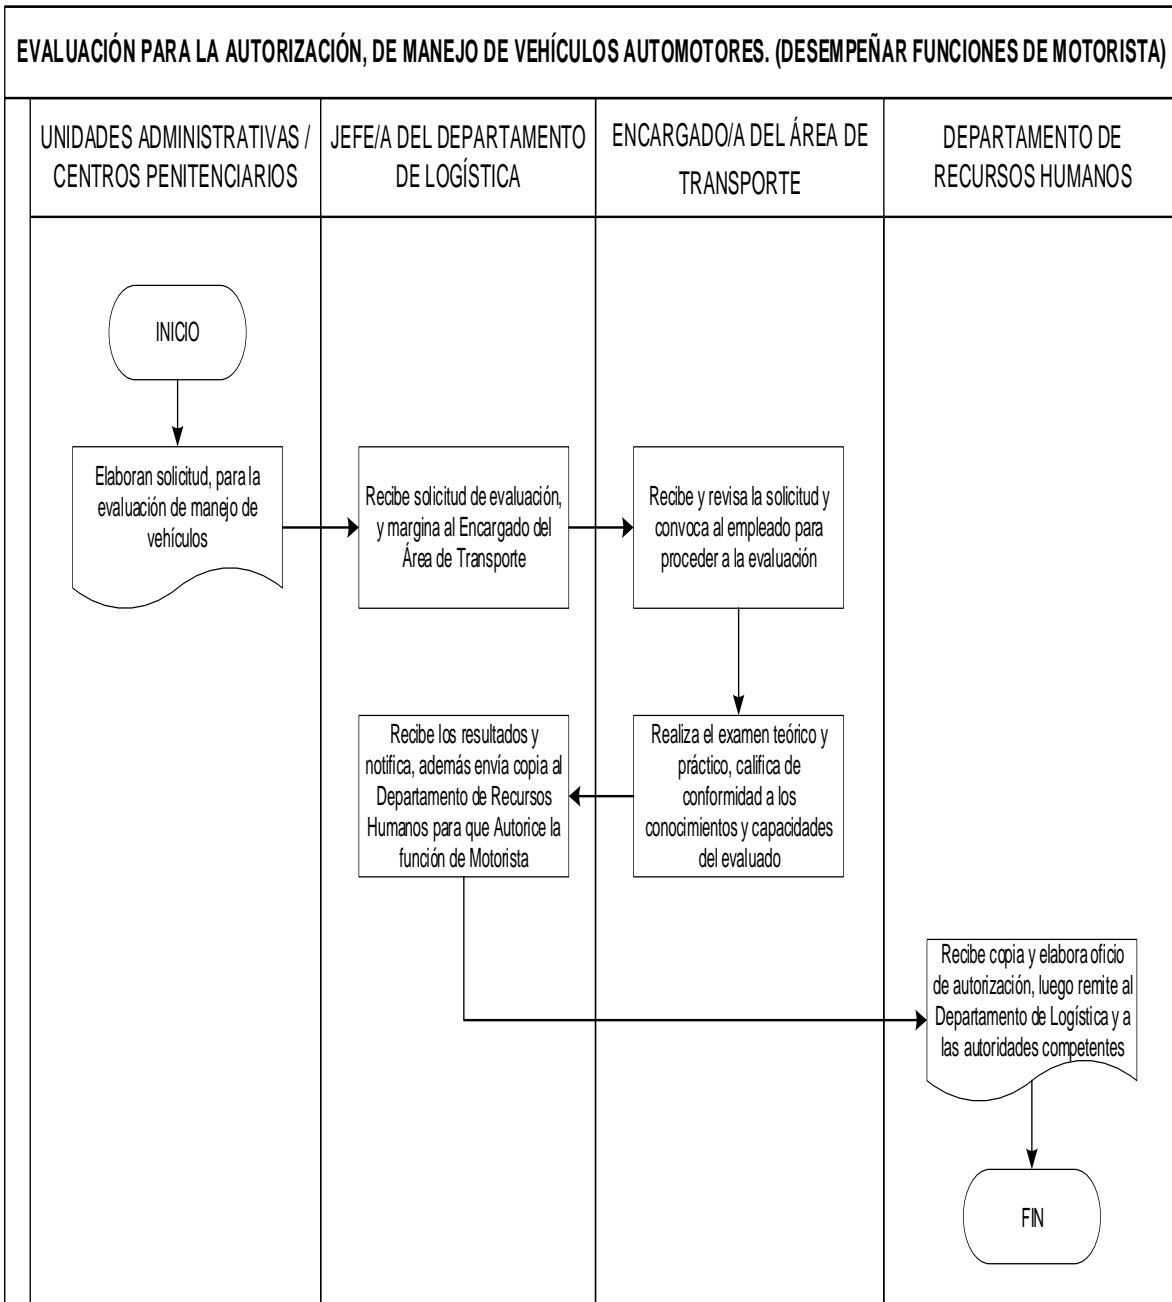 EVALUACIÓN PARA LA AUTORIZACIÓN, DE MANEJO DE VEHÍCULOS AUTOMOTORES. (DESEMPEÑAR FUNCIONES DE MOTORISTA)
UNIDADES ADMINISTRATIVAS /
CENTROS PENITENCIARIOS
JEFE/A DEL DEPARTAMENTO
DE LOGÍSTICA
ENCARGADO/A DEL ÁREA DE
TRANSPORTE
DEPARTAMENTO DE
RECURSOS HUMANOS
INICIO
Elaboran solicitud, para la
evaluación de manejo de
vehículos
Recibe solicitud de evaluación,
y margina al Encargado del
Área de Transporte
Recibe y revisa la solicitud y
convoca al empleado para
proceder a la evaluación
Realiza el examen teórico y
práctico, califica de
conformidad a los
conocimientos y capacidades
del evaluado
Recibe los resultados y
notifica, además envía copia al
Departamento de Recursos
Humanos para que Autorice la
función de Motorista
Recibe copia y elabora oficio
de autorización, luego remite al
Departamento de Logística y a
las autoridades competentes
FIN